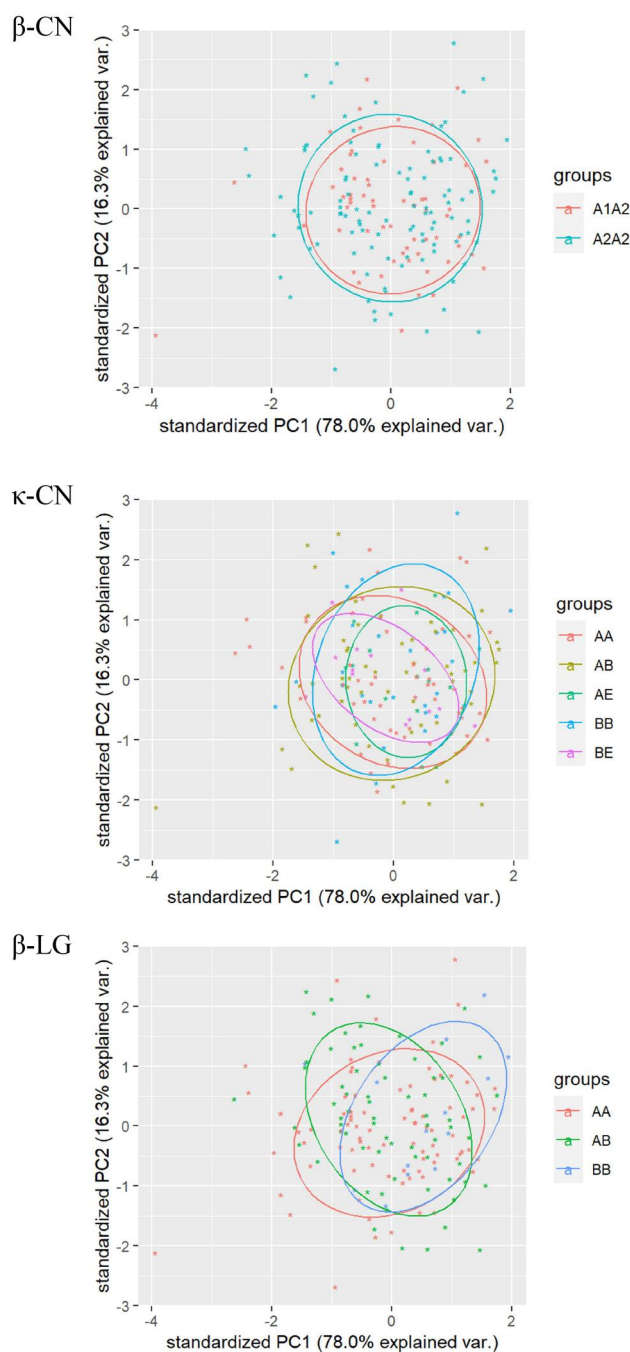 β-CN
3
2
1
0
-1
-2
-3
standardized PC2 (16.3% explained var.)
-4
-2
0
2
standardized PC1 (78.0% explained var.)
groups
a A1A2
a A2A2
κ-CN
3
2
1
0
-1
-2
-3
standardized PC2 (16.3% explained var.)
-4
-2
0
2
standardized PC1 (78.0% explained var.)
groups
a AA
a AB
a AE
a BB
a BE
β-LG
3
2
1
0
-1
-2
-3
standardized PC2 (16.3% explained var.)
-4
-2
0
2
standardized PC1 (78.0% explained var.)
groups
a AA
a AB
a BB